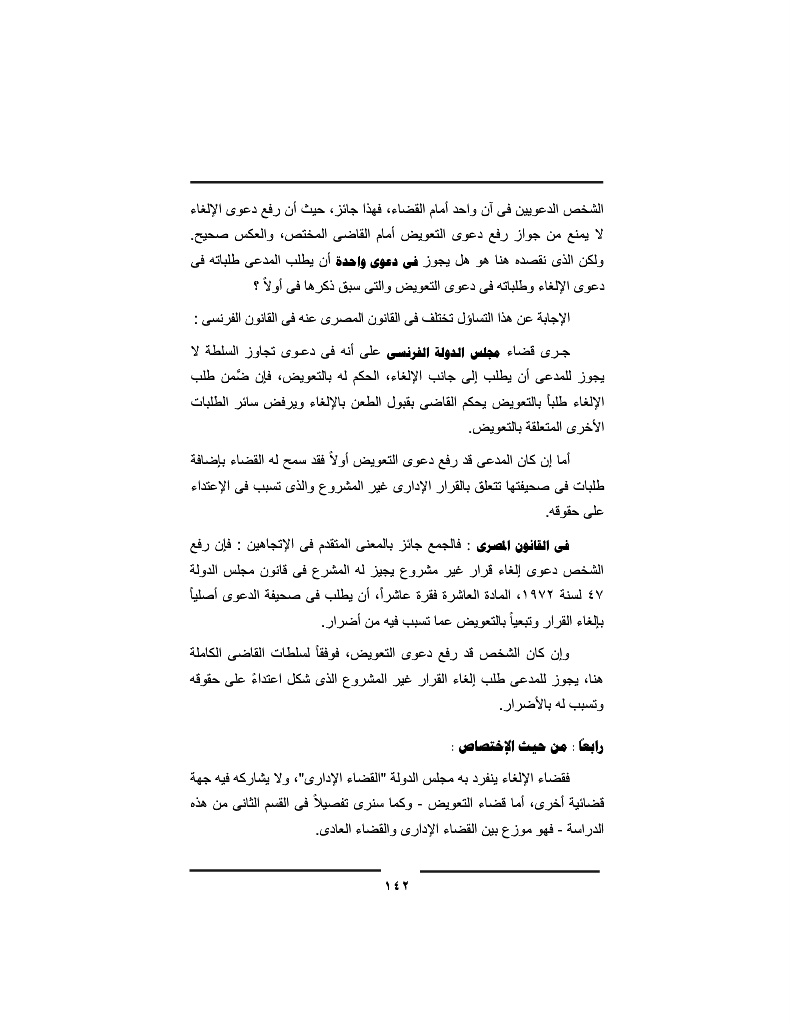 الشخص الدعويين فى آن واحد أمام القضاء، فهذا جائز، حيث أن رفع دعوى الإلغاء
لا يمنع من جواز رفع دعوى التعويض أمام القاضى المختص، والعكس صحيح.
ولكن الذى نقصده هنا هو هل يجوز فى دعوى واحدة أن يطلب المدعى طلباته فى
دعوى الإلغاء وطلباته فى دعوى التعويض والتى سبق ذكرها فى أولاً ؟
الإجابة عن هذا التساؤل تختلف فى القانون المصرى عنه فى القانون الفرنسى :
جـرى قضاء مجلس الدولة الفرنسى على أنه فى دعـوى تجاوز السلطة لا
يجوز للمدعى أن يطلب إلى جانب الإلغاء، الحكم له بالتعويض، فإن ضَّمن طلب
الإلغاء طلباً بالتعويض يحكم القاضى بقبول الطعن بالإلغاء ويرفض سائر الطلبات
الأخرى المتعلقة بالتعويض.
أما إن كان المدعى قد رفع دعوى التعويض أولاً فقد سمح له القضاء بإضافة
طلبات فى صحيفتها تتعلق بالقرار الإدارى غير المشروع والذى تسبب فى الإعتداء
على حقوقه.
فى القانون المصرى : فالجمع جائز بالمعنى المتقدم فى الإتجاهين : فإن رفع
الشخص دعوى إلغاء قرار غير مشروع يجيز له المشرع فى قانون مجلس الدولة
٤٧ لسنة ١٩٧٢، المادة العاشرة فقرة عاشراً، أن يطلب فى صحيفة الدعوى أصلياً
بإلغاء القرار وتبعياً بالتعويض عما تسبب فيه من أضرار.
وإن كان الشخص قد رفع دعوى التعويض، فوفقاً لسلطات القاضى الكاملة
هنا، يجوز للمدعى طلب إلغاء القرار غير المشروع الذى شكل اعتداءً على حقوقه
وتسبب له بالأضرار.
رابعاً : من حيث الإختصاص :
فقضاء الإلغاء ينفرد به مجلس الدولة "القضاء الإدارى"، ولا يشاركه فيه جهة
قضائية أخرى، أما قضاء التعويض - وكما سنرى تفصيلاً فى القسم الثانى من هذه
الدراسة - فهو موزع بين القضاء الإدارى والقضاء العادى.
١٤٢